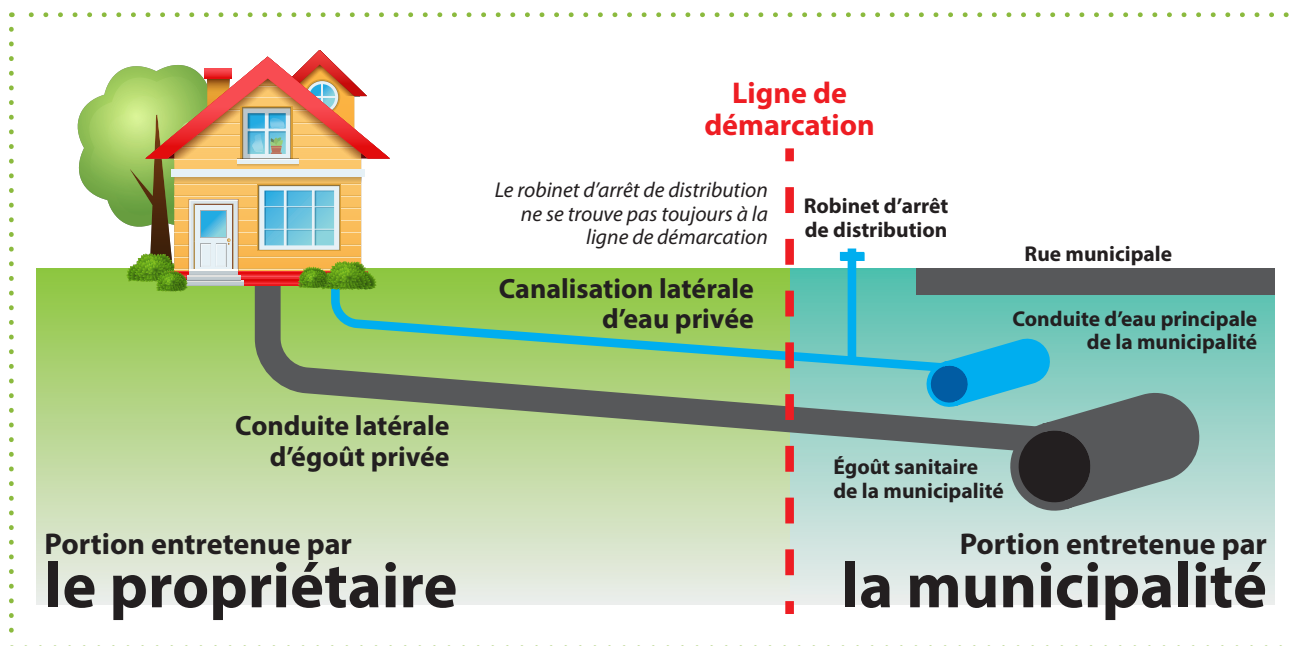 Ligne de
démarcation
Le robinet d’arrêt de distribution
ne se trouve pas toujours à la
ligne de démarcation
Robinet d’arrêt
de distribution
Rue municipale
Canalisation latérale
d’eau privée
Conduite d’eau principale
de la municipalité
Conduite latérale
d’égoût privée
Égoût sanitaire
de la municipalité
Portion entretenue par
le propriétaire
Portion entretenue par
la municipalité